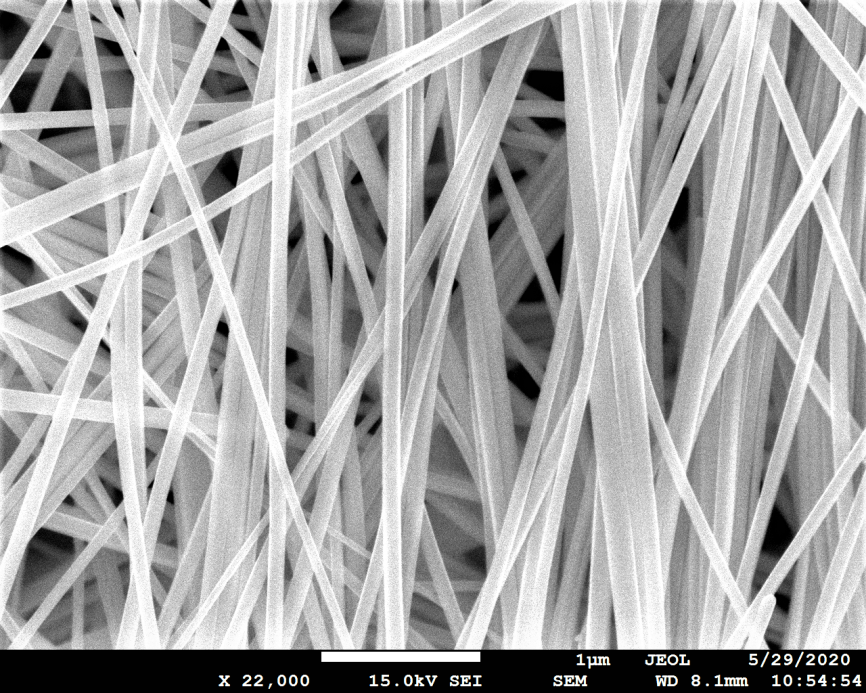 1µm JEOL 5/29/2020
X 22,000 15.0kV SEI SEM WD 8.1mm 10:54:54